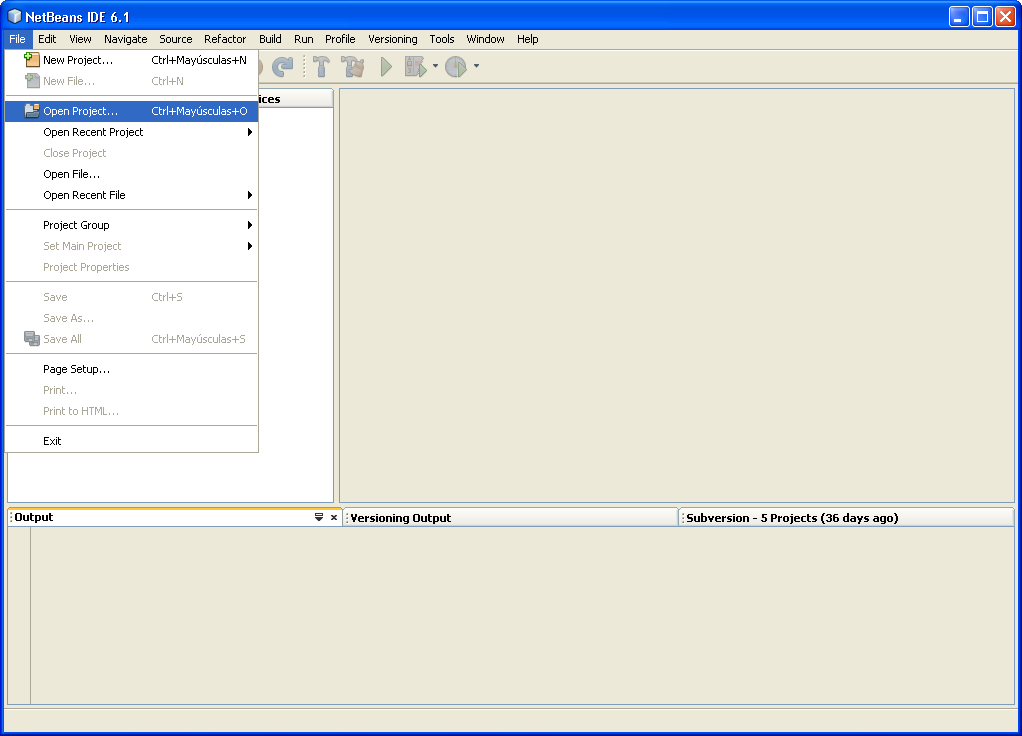 NetBeans IDE 6.1
File Edit View Navigate Source Refactor Build Run Profile Versioning Tools Window Help
New Project... Ctrl+Mayúsculas+N
New File... Ctrl+N
Open Project... Ctrl+Mayúsculas+O
Open Recent Project
Close Project
Open File...
Open Recent File
Project Group
Set Main Project
Project Properties
Save Ctrl+S
Save As...
Save All Ctrl+Mayúsculas+S
Page Setup...
Print...
Print to HTML...
Exit
Output Versioning Output Subversion - 5 Projects (36 days ago)